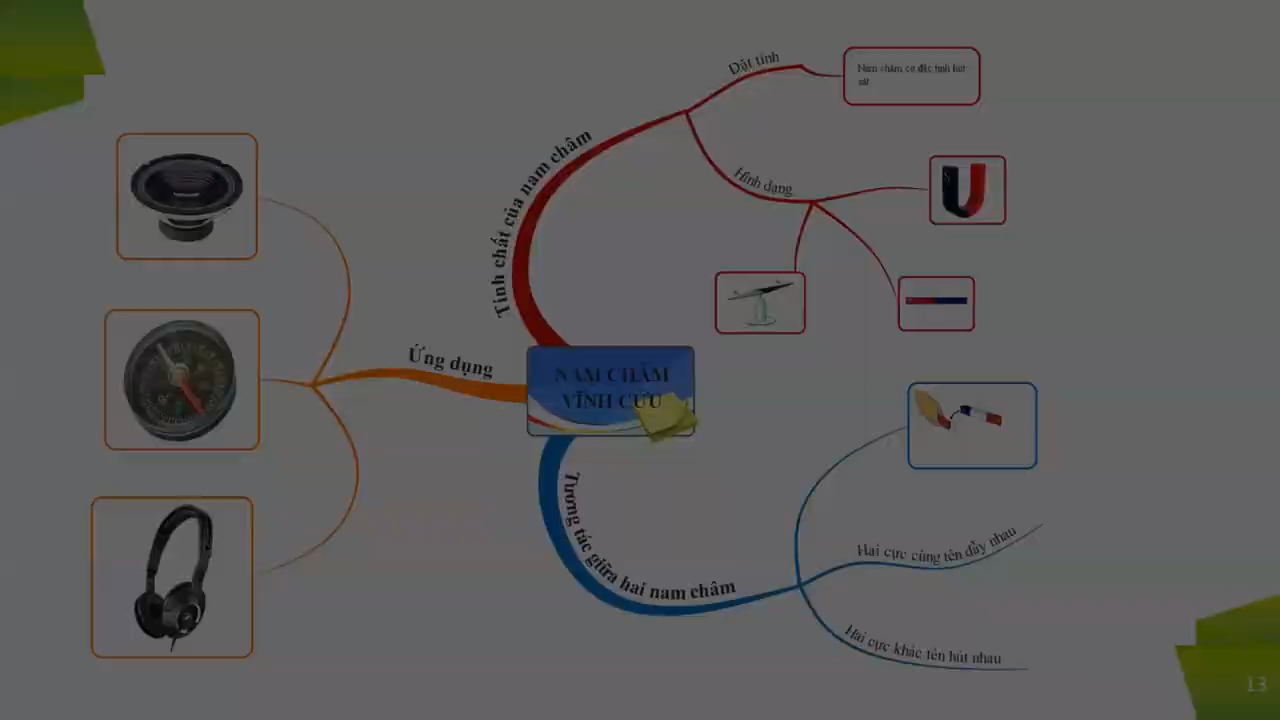 Đặt tính
Nam châm có đặc tính hút
sắt
Tính chất của nam châm
Hình dạng
Ứng dụng
NAM CHÂM
VĨNH CỬU
Tương tác giữa hai nam châm
Hai cực cùng tên đẩy nhau
Hai cực khác tên hút nhau
13